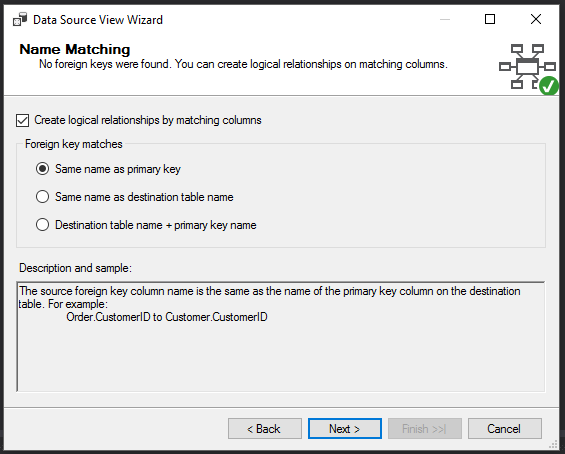 Data Source View Wizard
Name Matching
No foreign keys were found. You can create logical relationships on matching columns.
Create logical relationships by matching columns
Foreign key matches
Same name as primary key
Same name as destination table name
Destination table name + primary key name
Description and sample:
The source foreign key column name is the same as the name of the primary key column on the destination
table. For example:
Order.CustomerID to Customer.CustomerID
< Back
Next >
Finish >>|
Cancel